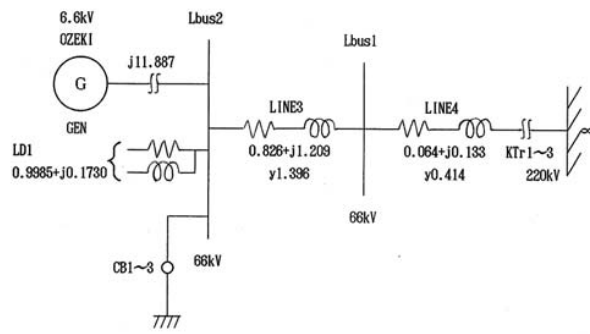 6.6kV
OZEKI
Lbus2
j11.887
Lbus1
G
LINE3
LINE4
GEN
LD1
0.9985+j0.1730
0.826+j1.209
0.064+j0.133
KTr1~3
∞
y1.396
y0.414
220kV
66kV
CB1~3
66kV